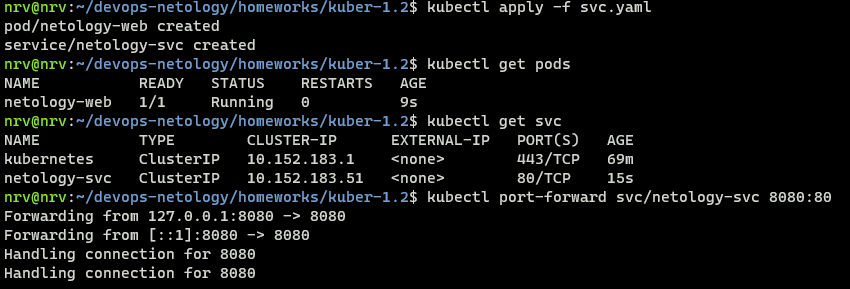 nrv@nrv:~/devops-netology/homeworks/kuber-1.2$ kubectl apply -f svc.yaml
pod/netology-web created
service/netology-svc created
nrv@nrv:~/devops-netology/homeworks/kuber-1.2$ kubectl get pods
NAME           READY   STATUS    RESTARTS   AGE
netology-web   1/1     Running   0          9s
nrv@nrv:~/devops-netology/homeworks/kuber-1.2$ kubectl get svc
NAME           TYPE        CLUSTER-IP      EXTERNAL-IP   PORT(S)   AGE
kubernetes     ClusterIP   10.152.183.1    <none>        443/TCP   69m
netology-svc   ClusterIP   10.152.183.51   <none>        80/TCP    15s
nrv@nrv:~/devops-netology/homeworks/kuber-1.2$ kubectl port-forward svc/netology-svc 8080:80
Forwarding from 127.0.0.1:8080 -> 8080
Forwarding from [::1]:8080 -> 8080
Handling connection for 8080
Handling connection for 8080